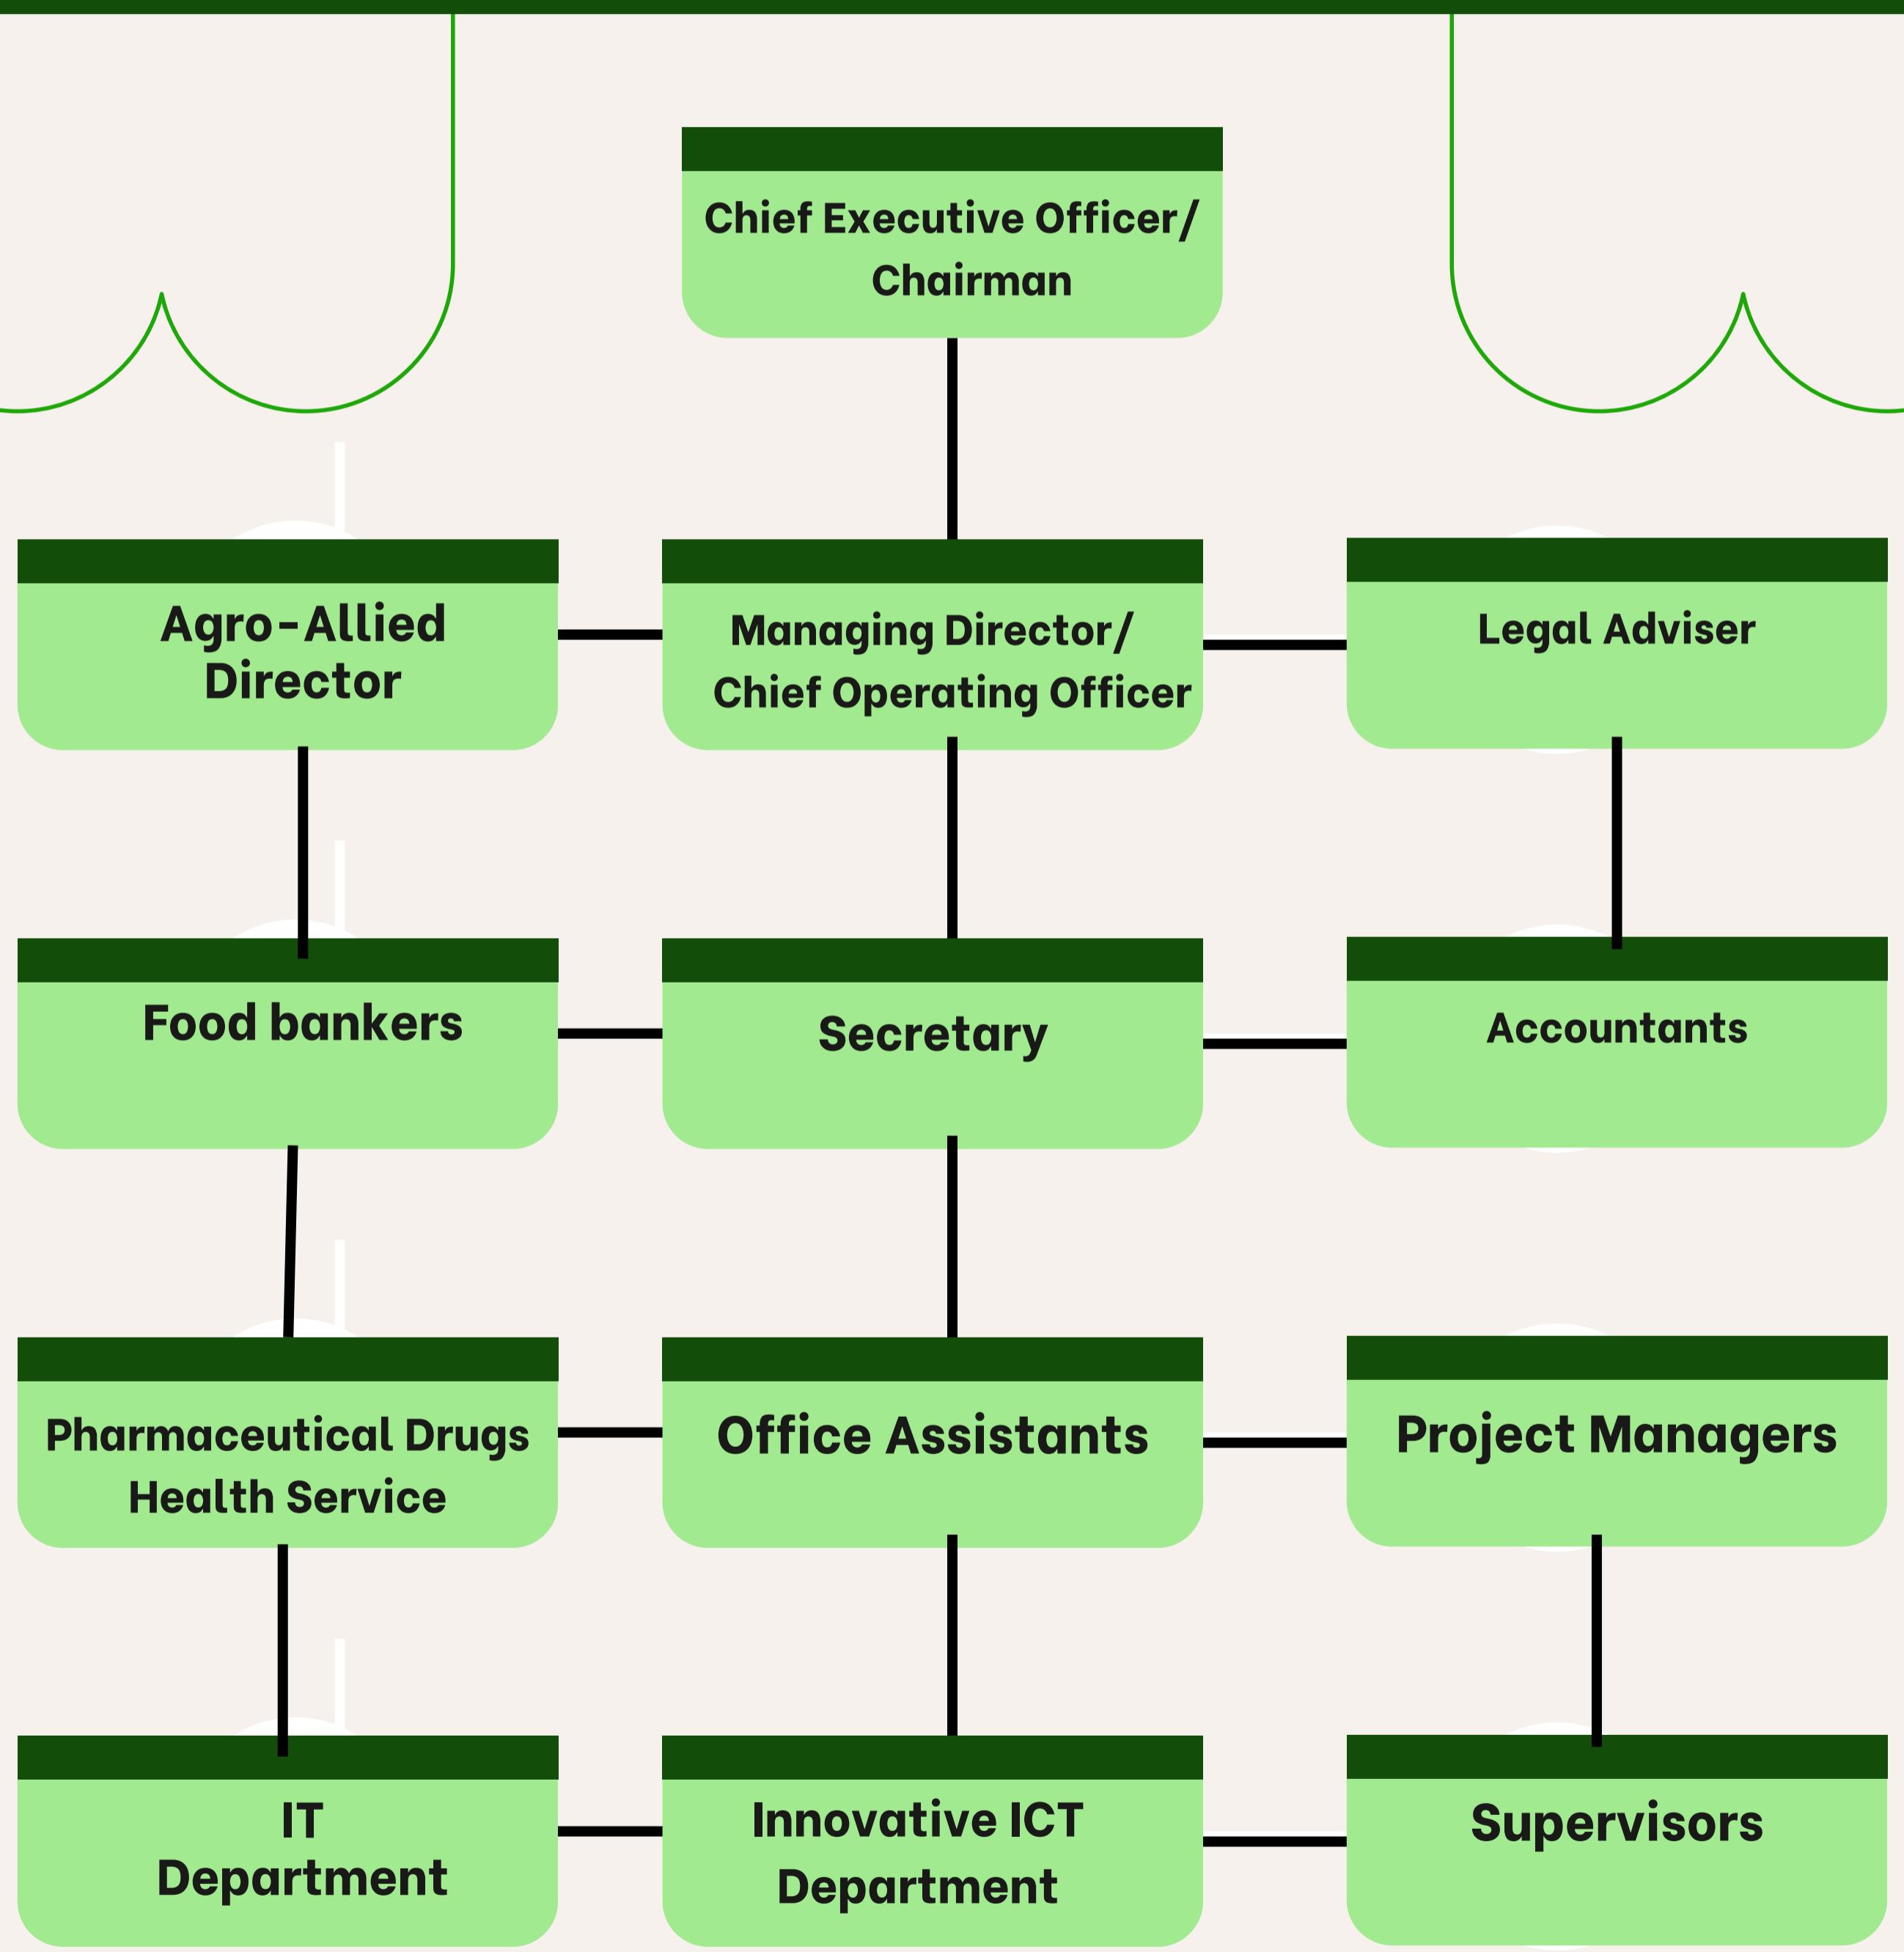 Chief Executive Officer/
Chairman
Agro-Allied
Director
Managing Director/
Chief Operating Officer
Legal Adviser
Food bankers
Secretary
Accountants
Pharmaceutical Drugs
Health Service
Office Assistants
Project Managers
IT
Department
Innovative ICT
Department
Supervisors